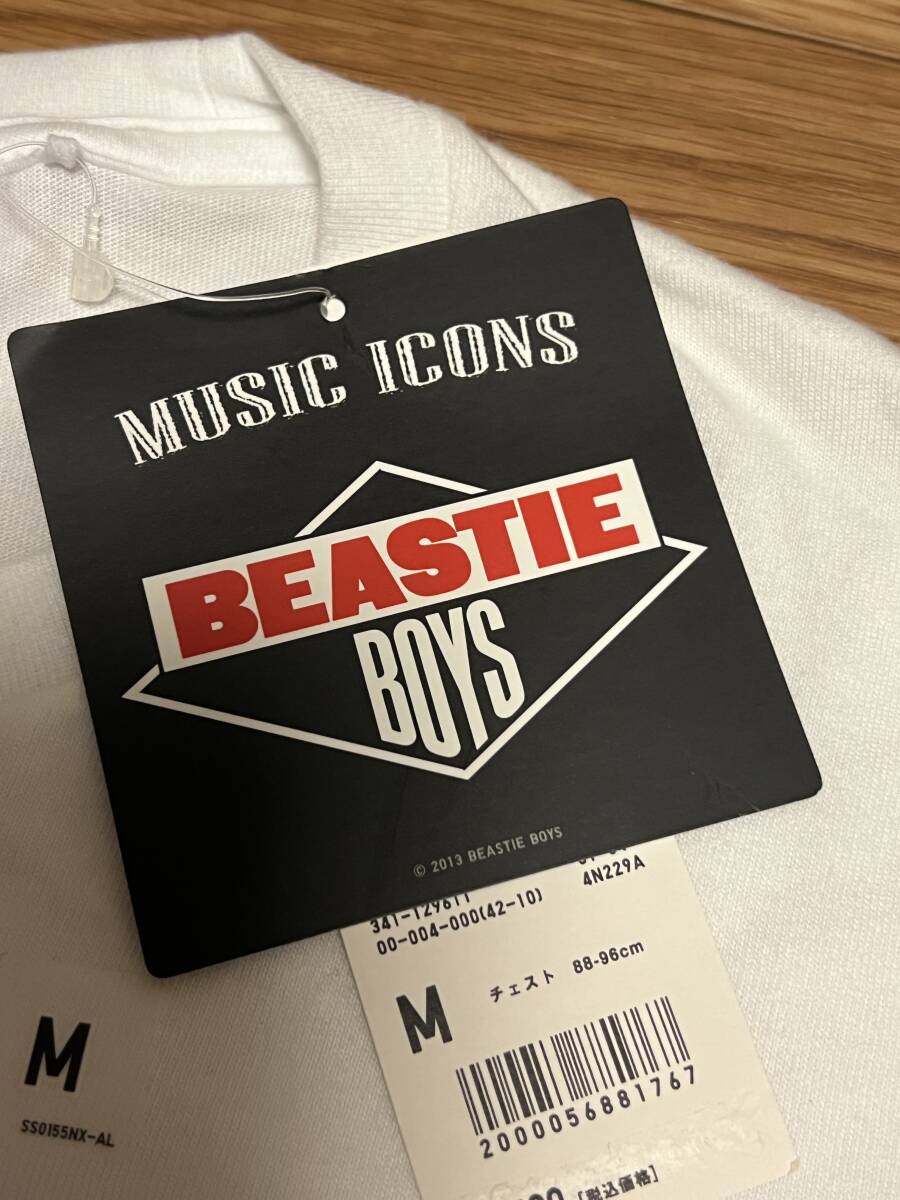 MUSIC ICONS
BEASTIE
BOYS
© 2013 BEASTIE BOYS
4N229A
341-129611
00-004-000(42-10)
M チェスト 88-96cm
2000056881767
[税込価格]
M
SS0155NX-AL